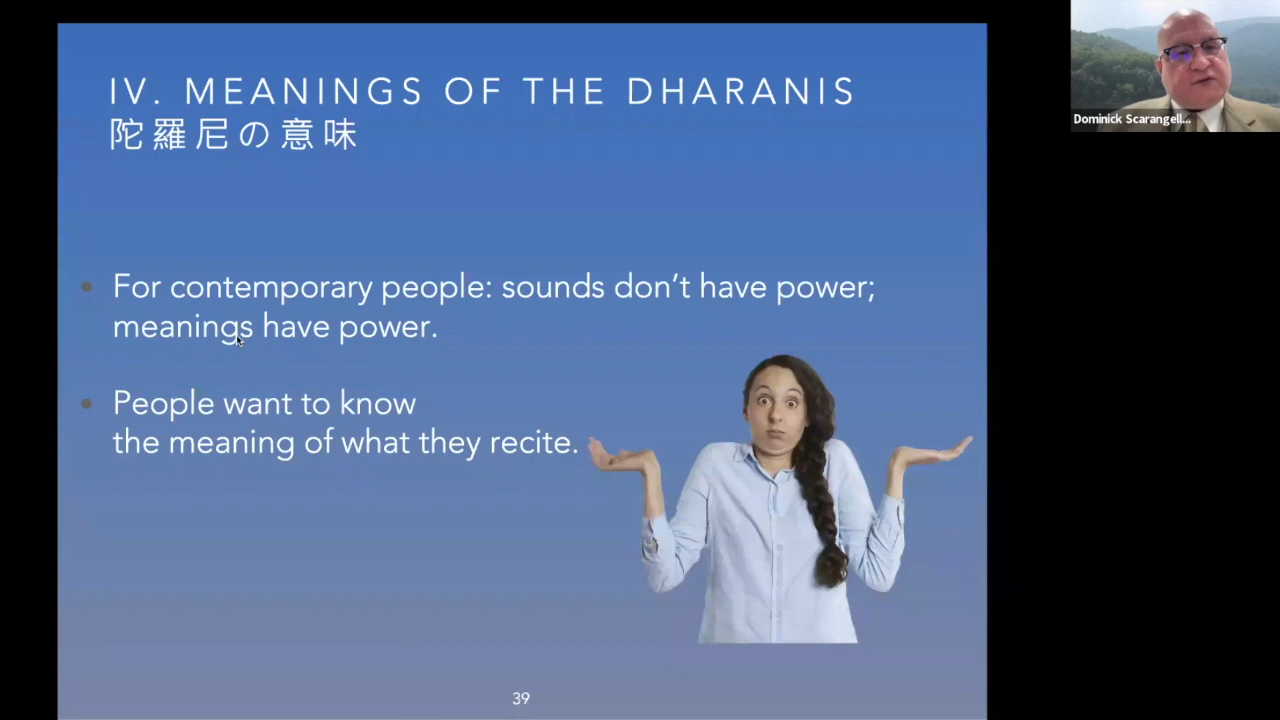 IV. MEANINGS OF THE DHARANIS
陀羅尼の意味
• For contemporary people: sounds don’t have power;
meanings have power.
• People want to know
the meaning of what they recite.
39
Dominick Scarangell...